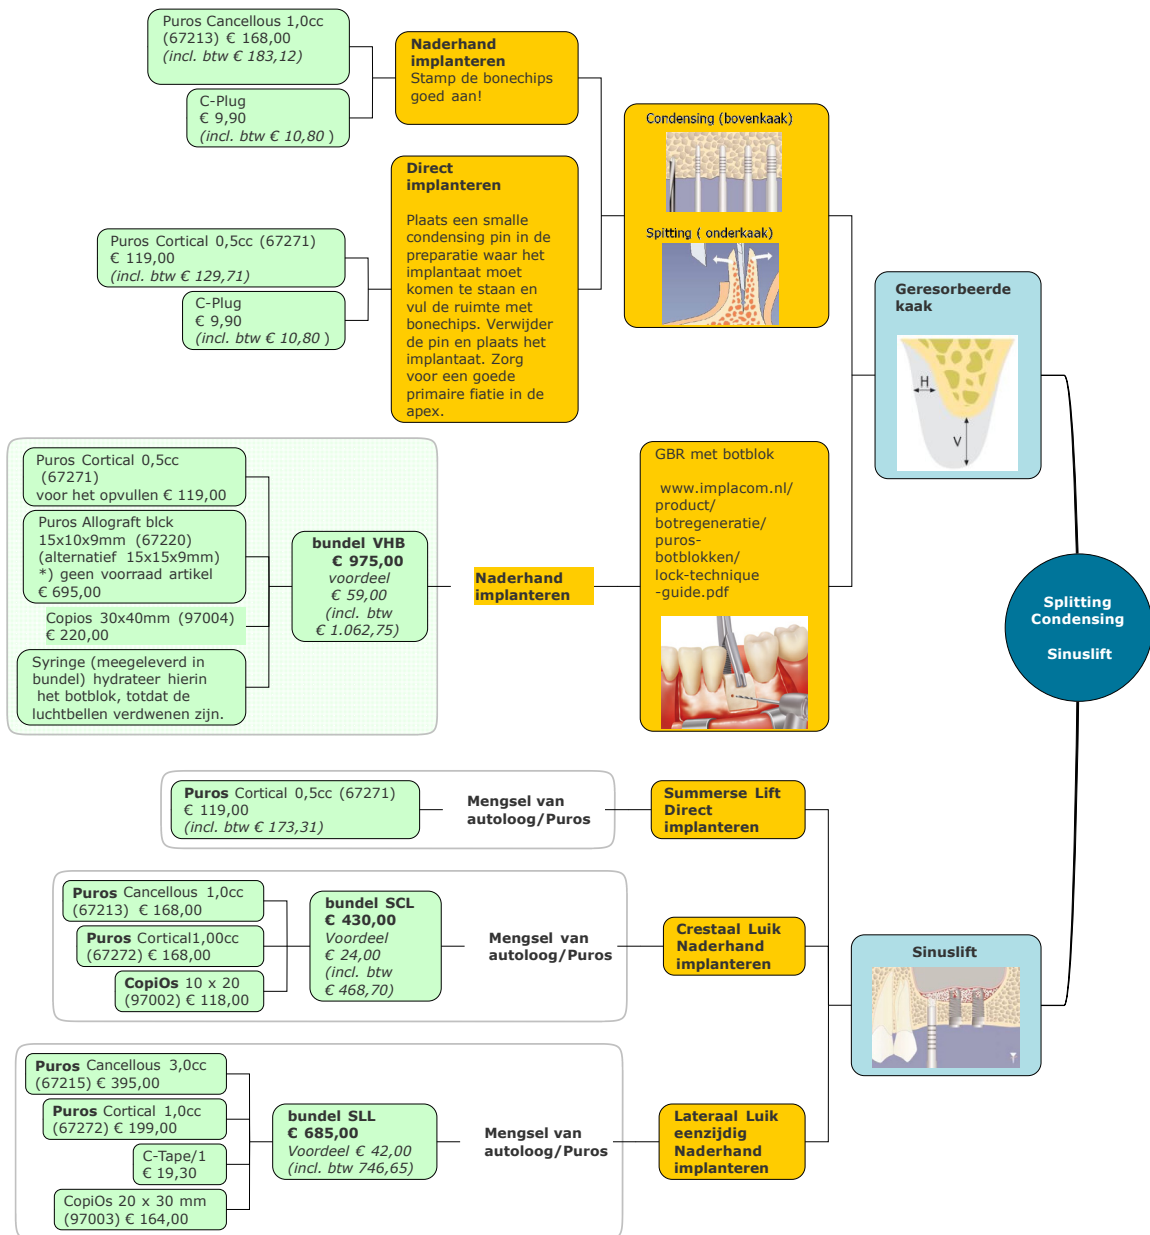 Puros Cancellous 1,0cc
(67213) € 168,00
(incl. btw € 183,12)
C-Plug
€ 9,90
(incl. btw € 10,80 )
Naderhand
implanteren
Stamp de bonechips
goed aan!
Puros Cortical 0,5cc (67271)
€ 119,00
(incl. btw € 129,71)
C-Plug
€ 9,90
(incl. btw € 10,80 )
Direct
implanteren
Plaats een smalle
condensing pin in de
preparatie waar het
implantaat moet
komen te staan en
vul de ruimte met
bonechips. Verwijder
de pin en plaats het
implantaat. Zorg
voor een goede
primaire fiatie in de
apex.
Condensing (bovenkaak)
Spitting ( onderkaak)
Geresorbeerde
kaak
H
V
Puros Cortical 0,5cc
(67271)
voor het opvullen € 119,00
Puros Allograft blck
15x10x9mm (67220)
(alternatief 15x15x9mm)
*) geen voorraad artikel
€ 695,00
Copios 30x40mm (97004)
€ 220,00
Syringe (meegeleverd in
bundel) hydrateer hierin
het botblok, totdat de
luchtbellen verdwenen zijn.
bundel VHB
€ 975,00
voordeel
€ 59,00
(incl. btw
€ 1.062,75)
Naderhand
implanteren
GBR met botblok
www.implacom.nl/
product/
botregeneratie/
puros-
botblokken/
lock-technique
-guide.pdf
Splitting
Condensing
Sinuslift
Puros Cortical 0,5cc (67271)
€ 119,00
(incl. btw € 173,31)
Mengsel van
autoloog/Puros
Summerse Lift
Direct
implanteren
Puros Cancellous 1,0cc
(67213) € 168,00
Puros Cortical1,00cc
(67272) € 168,00
CopiOs 10 x 20
(97002) € 118,00
bundel SCL
€ 430,00
Voordeel
€ 24,00
(incl. btw
€ 468,70)
Mengsel van
autoloog/Puros
Crestaal Luik
Naderhand
implanteren
Sinuslift
Puros Cancellous 3,0cc
(67215) € 395,00
Puros Cortical 1,0cc
(67272) € 199,00
C-Tape/1
€ 19,30
CopiOs 20 x 30 mm
(97003) € 164,00
bundel SLL
€ 685,00
Voordeel € 42,00
(incl. btw 746,65)
Mengsel van
autoloog/Puros
Lateraal Luik
eenzijdig
Naderhand
implanteren